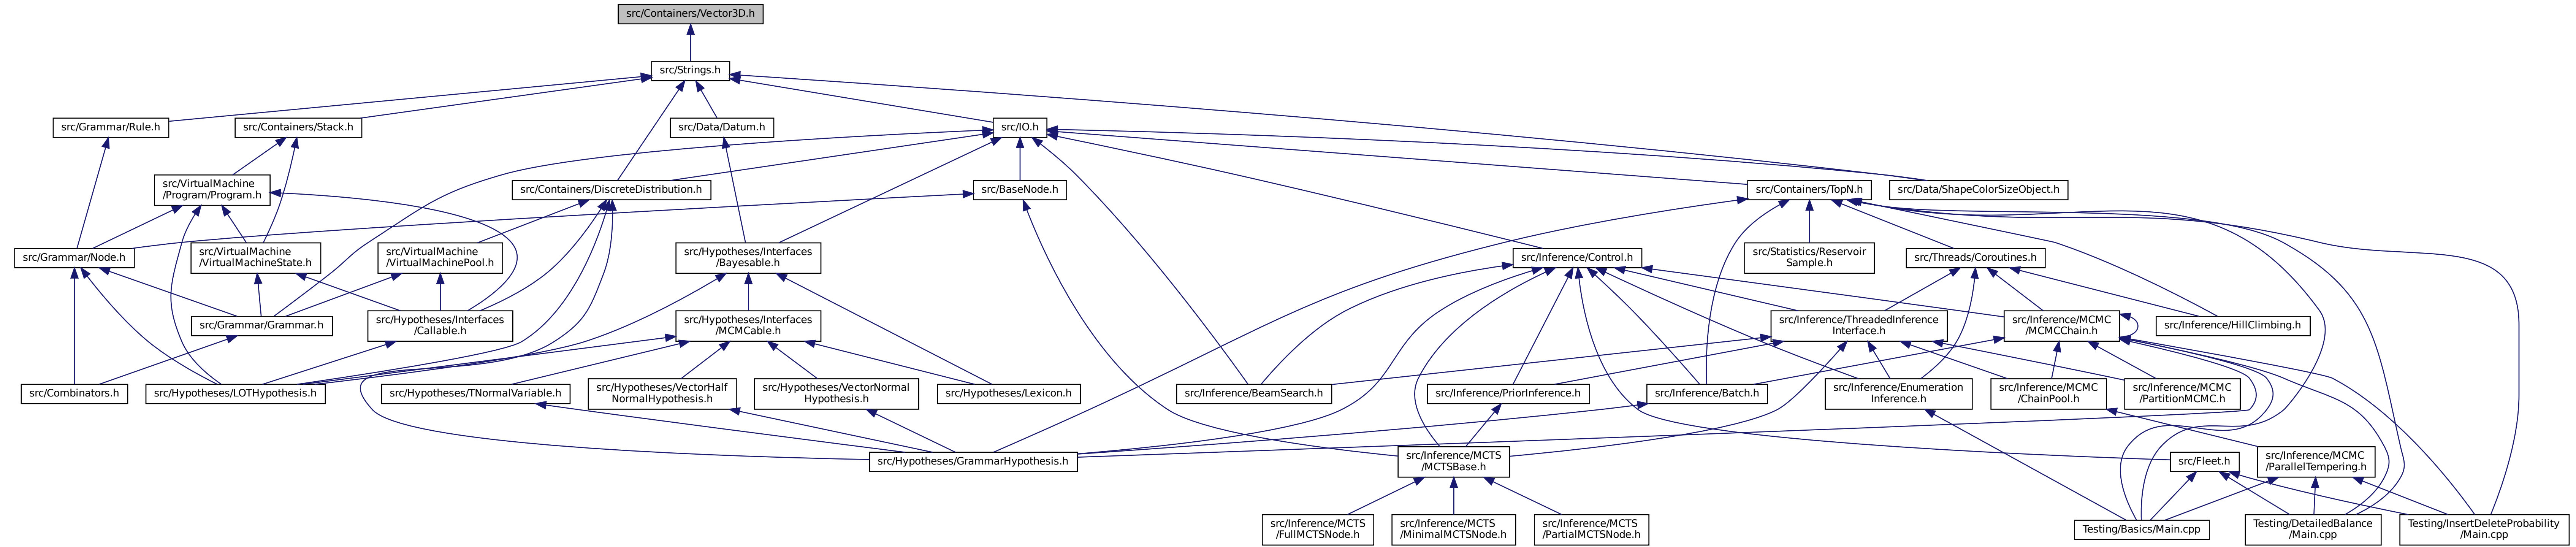 src/Containers/Vector3D.h
src/Strings.h
src/Grammar/Rule.h
src/Containers/Stack.h
src/Data/Datum.h
src/IO.h
src/VirtualMachine
/Program/Program.h
src/Containers/DiscreteDistribution.h
src/BaseNode.h
src/Containers/TopN.h
src/Data/ShapeColorSizeObject.h
src/Grammar/Node.h
src/VirtualMachine
/VirtualMachineState.h
src/VirtualMachine
/VirtualMachinePool.h
src/Hypotheses/Interfaces
/Bayesable.h
src/Inference/Control.h
src/Statistics/Reservoir
Sample.h
src/Threads/Coroutines.h
src/Grammar/Grammar.h
src/Hypotheses/Interfaces
/Callable.h
src/Hypotheses/Interfaces
/MCMCable.h
src/Inference/ThreadedInference
Interface.h
src/Inference/MCMC
/MCMCChain.h
src/Inference/HillClimbing.h
src/Combinators.h
src/Hypotheses/LOTHypothesis.h
src/Hypotheses/TNormalVariable.h
src/Hypotheses/VectorHalf
NormalHypothesis.h
src/Hypotheses/VectorNormal
Hypothesis.h
src/Hypotheses/Lexicon.h
src/Inference/BeamSearch.h
src/Inference/PriorInference.h
src/Inference/Batch.h
src/Inference/Enumeration
Inference.h
src/Inference/MCMC
/ChainPool.h
src/Inference/MCMC
/PartitionMCMC.h
src/Hypotheses/GrammarHypothesis.h
src/Inference/MCTS
/MCTSBase.h
src/Fleet.h
src/Inference/MCMC
/ParallelTempering.h
src/Inference/MCTS
/FullMCTSNode.h
src/Inference/MCTS
/MinimalMCTSNode.h
src/Inference/MCTS
/PartialMCTSNode.h
Testing/Basics/Main.cpp
Testing/DetailedBalance
/Main.cpp
Testing/InsertDeleteProbability
/Main.cpp